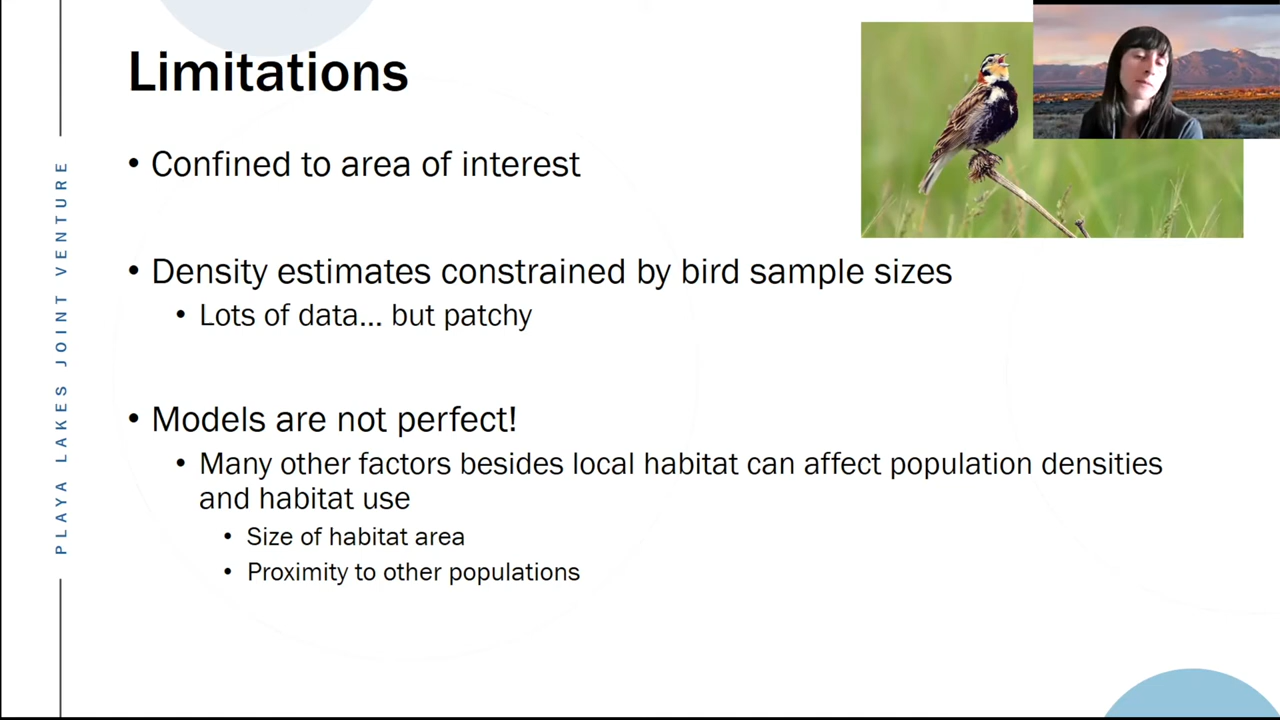 Limitations
• Confined to area of interest
• Density estimates constrained by bird sample sizes
• Lots of data... but patchy
• Models are not perfect!
• Many other factors besides local habitat can affect population densities
and habitat use
• Size of habitat area
• Proximity to other populations
PLAYA LAKES JOINT VENTURE